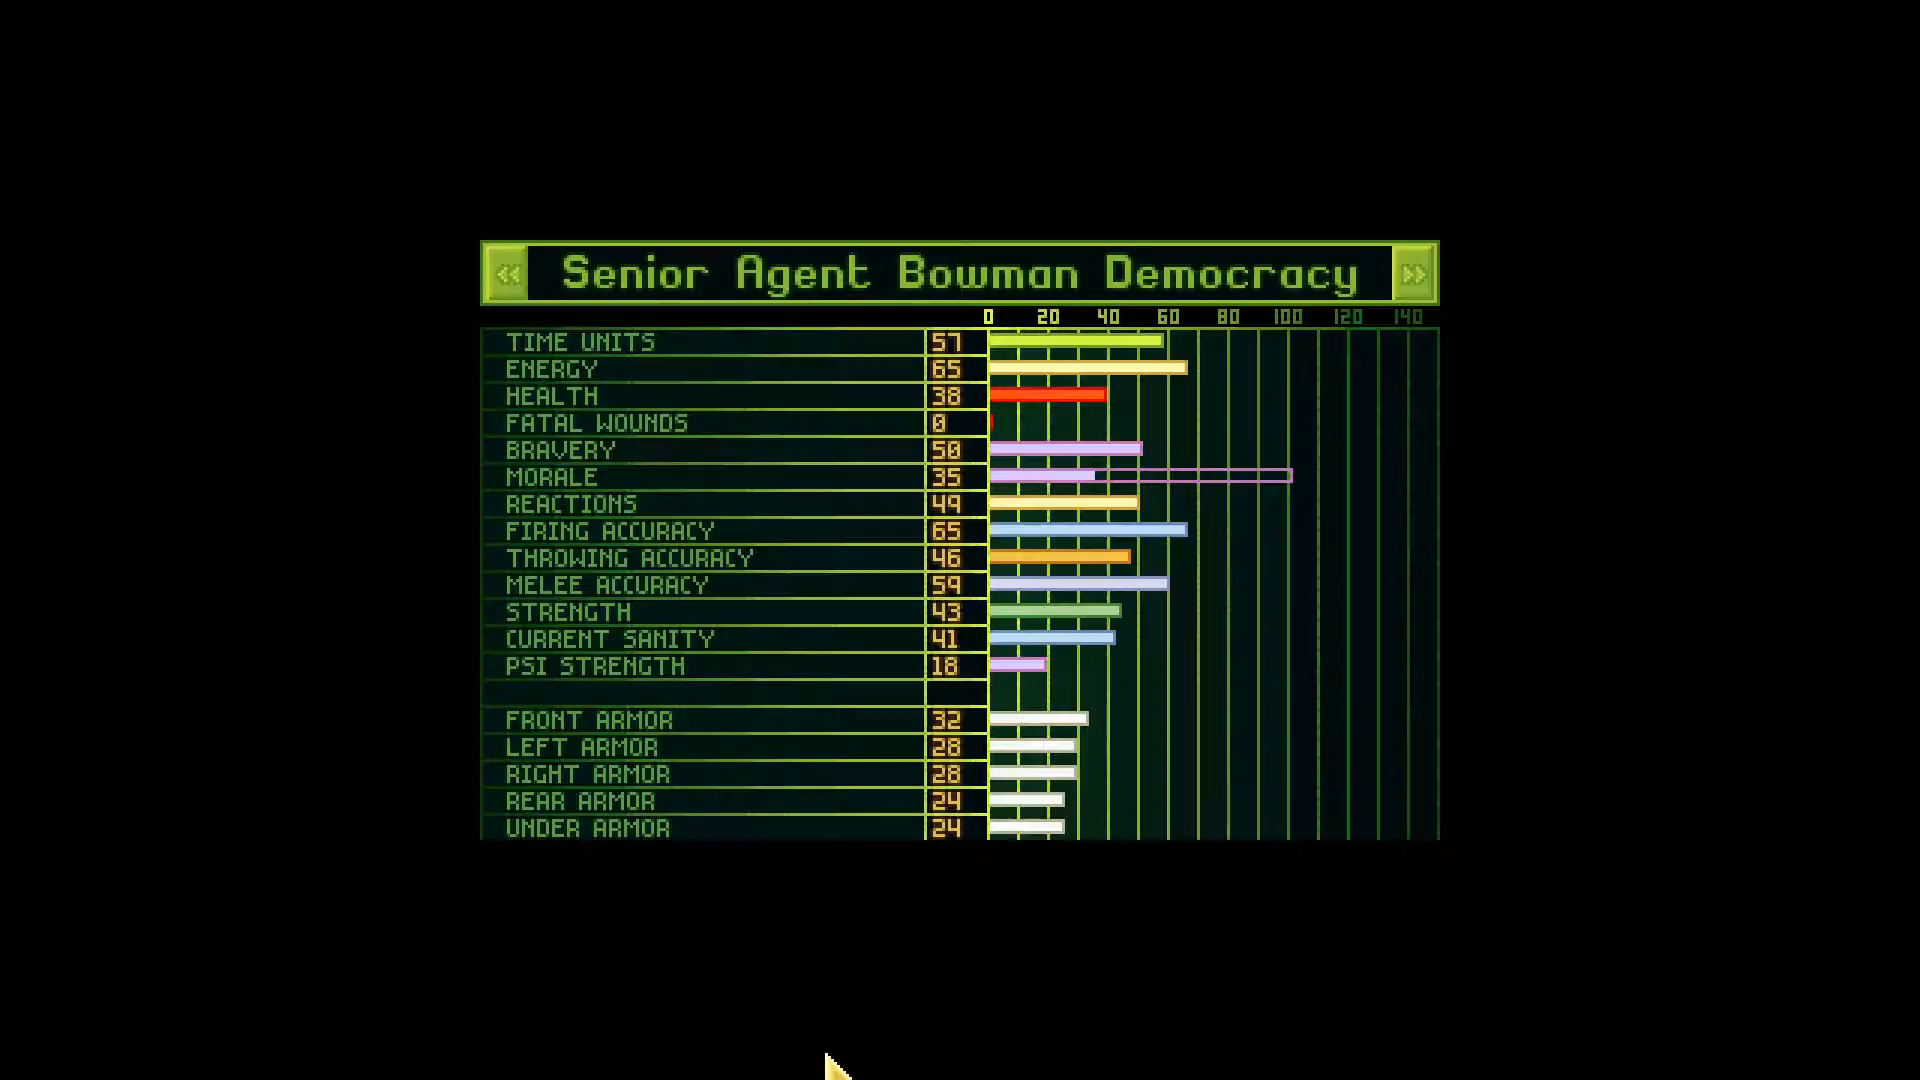 « Senior Agent Bowman Democracy »
0 20 40 60 80 100 120 140
TIME UNITS 57
ENERGY 65
HEALTH 38
FATAL WOUNDS 0
BRAVERY 50
MORALE 35
REACTIONS 49
FIRING ACCURACY 65
THROWING ACCURACY 46
MELEE ACCURACY 59
STRENGTH 43
CURRENT SANITY 41
PSI STRENGTH 18
FRONT ARMOR 32
LEFT ARMOR 28
RIGHT ARMOR 28
REAR ARMOR 24
UNDER ARMOR 24